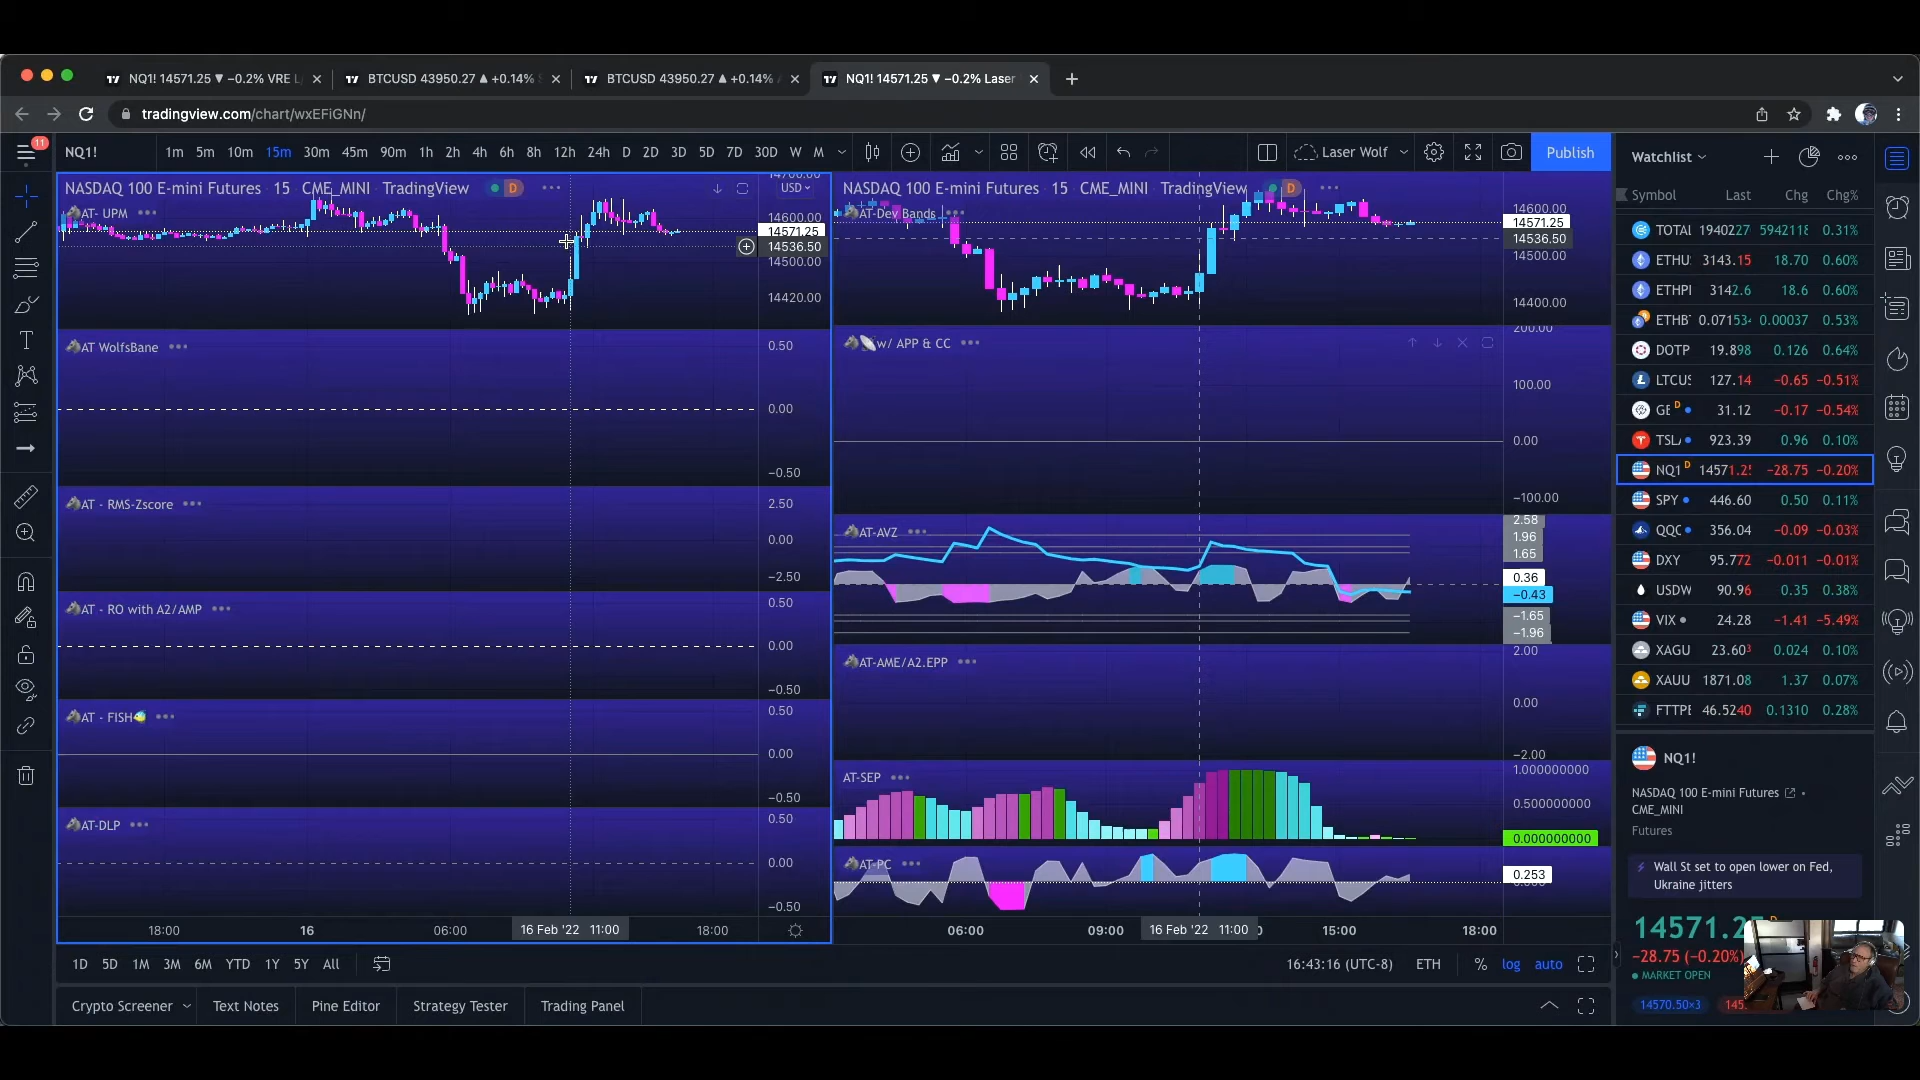 NQ1! 14571.25 ▼ −0.2% VRE L
BTCUSD 43950.27 ▲ +0.14%
BTCUSD 43950.27 ▲ +0.14%
NQ1! 14571.25 ▼ −0.2% Laser
tradingview.com/chart/wxEFiGNn/
11
NQ1! 1m 5m 10m 15m 30m 45m 90m 1h 2h 4h 6h 8h 12h 24h D 2D 3D 5D 7D 30D W M
Laser Wolf
Publish
NASDAQ 100 E-mini Futures 15 CME_MINI TradingView D
USD
AT- UPM
14600.00
14571.25
14536.50
14500.00
14420.00
AT WolfsBane
0.50
0.00
−0.50
AT - RMS-Zscore
2.50
0.00
−2.50
AT - RO with A2/AMP
0.50
0.00
−0.50
AT - FISH
0.50
0.00
−0.50
AT-DLP
0.50
0.00
−0.50
18:00 16 06:00 16 Feb '22 11:00 18:00
NASDAQ 100 E-mini Futures 15 CME_MINI TradingView D
AT-Dev Bands
14600.00
14571.25
14536.50
14500.00
14400.00
w/ APP & CC
200.00
100.00
0.00
−100.00
AT-AVZ
2.58
1.96
1.65
0.36
−0.43
−1.65
−1.96
AT-AME/A2.EPP
2.00
0.00
−2.00
AT-SEP
1.000000000
0.500000000
0.000000000
AT-PC
0.253
06:00 09:00 16 Feb '22 11:00 15:00 18:00
1D 5D 1M 3M 6M YTD 1Y 5Y All
16:43:16 (UTC-8) ETH % log auto
Crypto Screener Text Notes Pine Editor Strategy Tester Trading Panel
Watchlist
Symbol Last Chg Chg%
TOTAL 1940227 5942118 0.31%
ETHU 3143.15 18.70 0.60%
ETHPI 3142.6 18.6 0.60%
ETHB 0.07153 0.00037 0.53%
DOTP 19.898 0.126 0.64%
LTCUS 127.14 −0.65 −0.51%
GE D 31.12 −0.17 −0.54%
TSL 923.39 0.96 0.10%
NQ1 D 14571.2 −28.75 −0.20%
SPY 446.60 0.50 0.11%
QQC 356.04 −0.09 −0.03%
DXY 95.772 −0.011 −0.01%
USDW 90.96 0.35 0.38%
VIX 24.28 −1.41 −5.49%
XAGU 23.603 0.024 0.10%
XAUU 1871.08 1.37 0.07%
FTTPE 46.5240 0.1310 0.28%
NQ1!
NASDAQ 100 E-mini Futures
CME_MINI
Futures
Wall St set to open lower on Fed,
Ukraine jitters
14571.25
−28.75 (−0.20%)
MARKET OPEN
14570.50×3